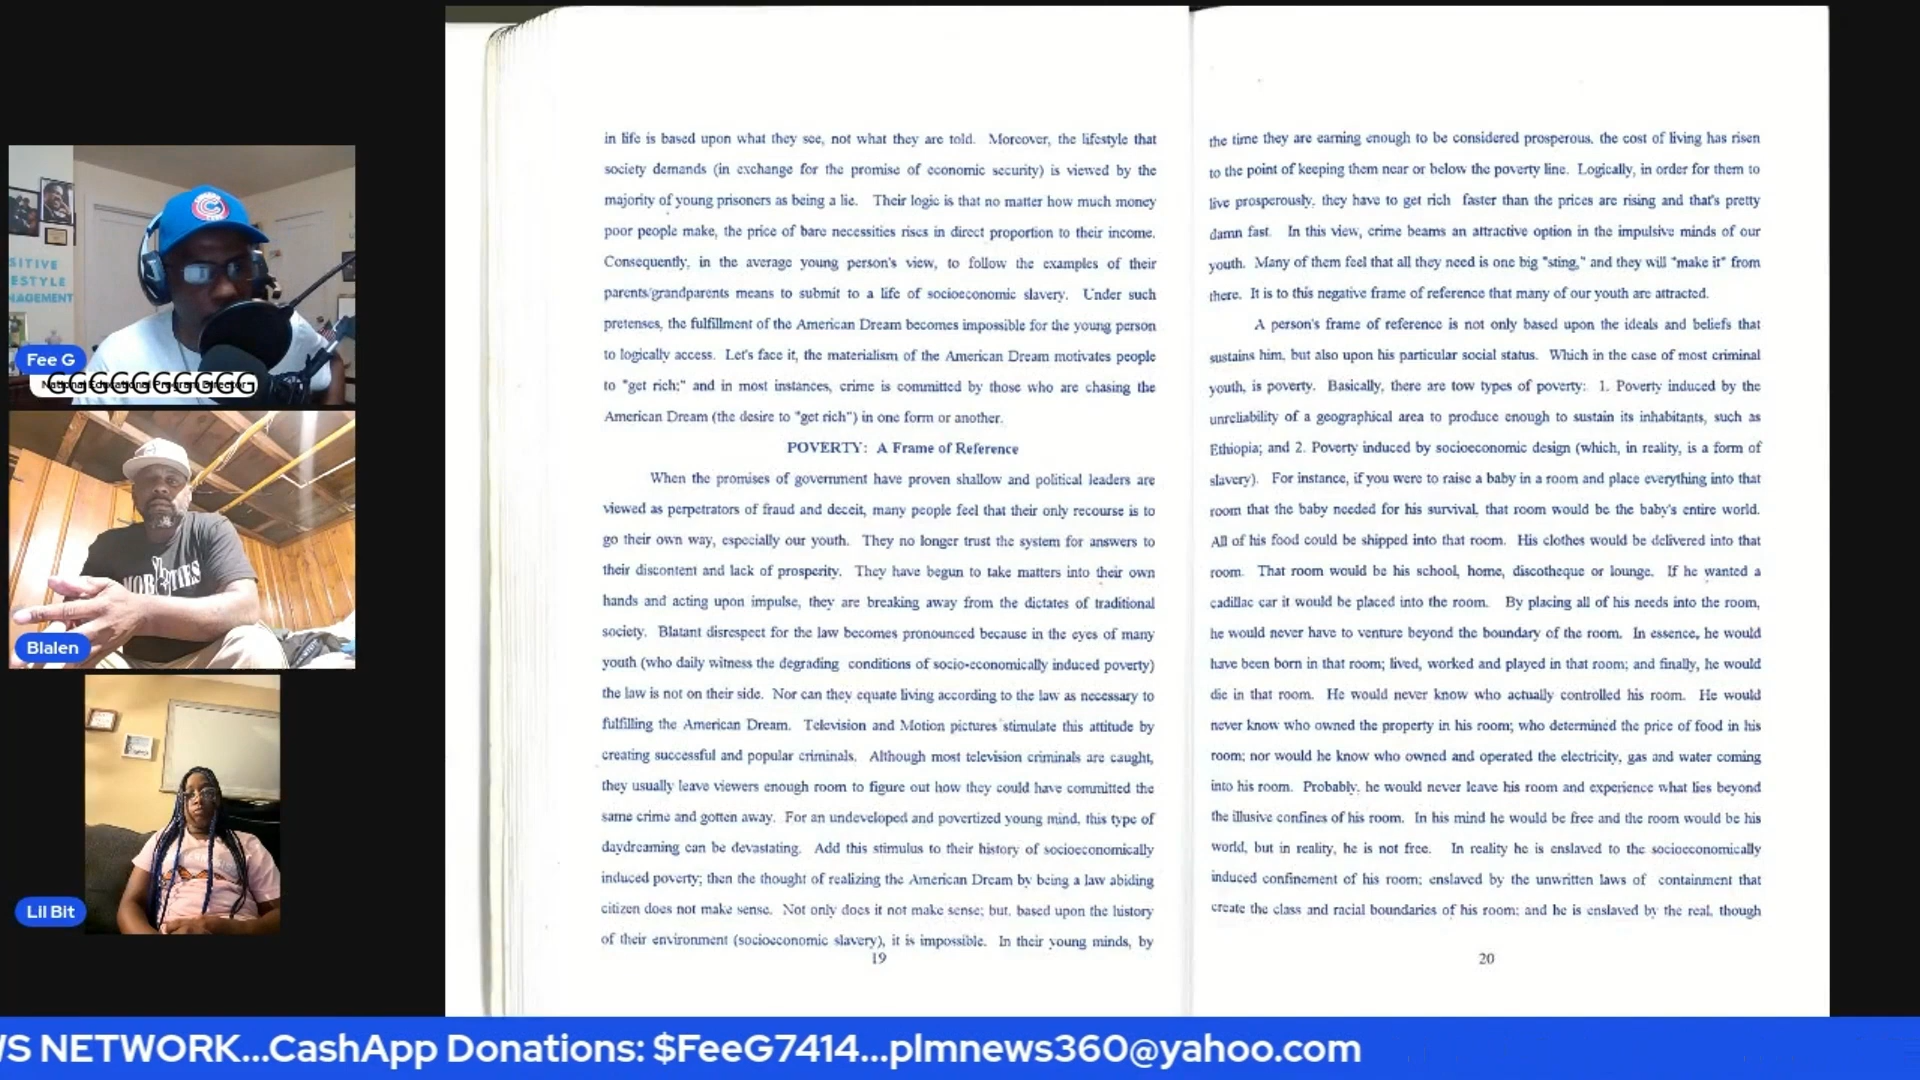 SITIVE
ESTYLE
NAGEMENT
Fee G
National Educational Program Director
GGGGGGGGGG
Blalen
MOB TIES
Lil Bit
in life is based upon what they see, not what they are told. Moreover, the lifestyle that
society demands (in exchange for the promise of economic security) is viewed by the
majority of young prisoners as being a lie. Their logic is that no matter how much money
poor people make, the price of bare necessities rises in direct proportion to their income.
Consequently, in the average young person's view, to follow the examples of their
parents/grandparents means to submit to a life of socioeconomic slavery. Under such
pretenses, the fulfillment of the American Dream becomes impossible for the young person
to logically access. Let's face it, the materialism of the American Dream motivates people
to "get rich;" and in most instances, crime is committed by those who are chasing the
American Dream (the desire to "get rich") in one form or another.
POVERTY: A Frame of Reference
When the promises of government have proven shallow and political leaders are
viewed as perpetrators of fraud and deceit, many people feel that their only recourse is to
go their own way, especially our youth. They no longer trust the system for answers to
their discontent and lack of prosperity. They have begun to take matters into their own
hands and acting upon impulse, they are breaking away from the dictates of traditional
society. Blatant disrespect for the law becomes pronounced because in the eyes of many
youth (who daily witness the degrading conditions of socio-economically induced poverty)
the law is not on their side. Nor can they equate living according to the law as necessary to
fulfilling the American Dream. Television and Motion pictures stimulate this attitude by
creating successful and popular criminals. Although most television criminals are caught,
they usually leave viewers enough room to figure out how they could have committed the
same crime and gotten away. For an undeveloped and povertized young mind, this type of
daydreaming can be devastating. Add this stimulus to their history of socioeconomically
induced poverty; then the thought of realizing the American Dream by being a law abiding
citizen does not make sense. Not only does it not make sense; but, based upon the history
of their environment (socioeconomic slavery), it is impossible. In their young minds, by
19
the time they are earning enough to be considered prosperous, the cost of living has risen
to the point of keeping them near or below the poverty line. Logically, in order for them to
live prosperously, they have to get rich faster than the prices are rising and that's pretty
damn fast. In this view, crime beams an attractive option in the impulsive minds of our
youth. Many of them feel that all they need is one big "sting," and they will "make it" from
there. It is to this negative frame of reference that many of our youth are attracted.
A person's frame of reference is not only based upon the ideals and beliefs that
sustains him, but also upon his particular social status. Which in the case of most criminal
youth, is poverty. Basically, there are tow types of poverty: 1. Poverty induced by the
unreliability of a geographical area to produce enough to sustain its inhabitants, such as
Ethiopia; and 2. Poverty induced by socioeconomic design (which, in reality, is a form of
slavery). For instance, if you were to raise a baby in a room and place everything into that
room that the baby needed for his survival, that room would be the baby's entire world.
All of his food could be shipped into that room. His clothes would be delivered into that
room. That room would be his school, home, discotheque or lounge. If he wanted a
cadillac car it would be placed into the room. By placing all of his needs into the room,
he would never have to venture beyond the boundary of the room. In essence, he would
have been born in that room; lived, worked and played in that room; and finally, he would
die in that room. He would never know who actually controlled his room. He would
never know who owned the property in his room; who determined the price of food in his
room; nor would he know who owned and operated the electricity, gas and water coming
into his room. Probably, he would never leave his room and experience what lies beyond
the illusive confines of his room. In his mind he would be free and the room would be his
world, but in reality, he is not free. In reality he is enslaved to the socioeconomically
induced confinement of his room; enslaved by the unwritten laws of containment that
create the class and racial boundaries of his room; and he is enslaved by the real, though
20
WS NETWORK...CashApp Donations: $FeeG7414...plmnews360@yahoo.com